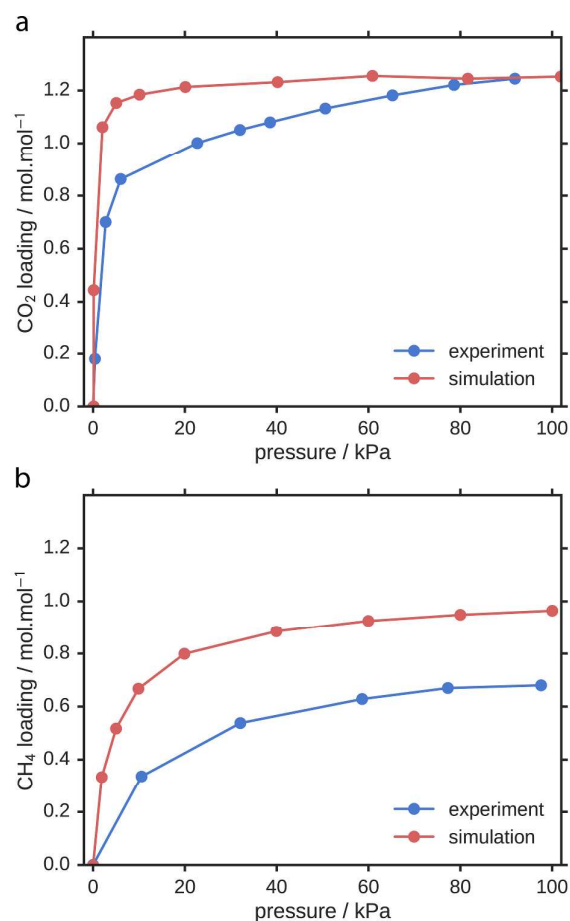 a
CO₂ loading / mol.mol⁻¹
1.2
1.0
0.8
0.6
0.4
0.2
0.0
experiment
simulation
0 20 40 60 80 100
pressure / kPa
b
CH₄ loading / mol.mol⁻¹
1.2
1.0
0.8
0.6
0.4
0.2
0.0
experiment
simulation
0 20 40 60 80 100
pressure / kPa